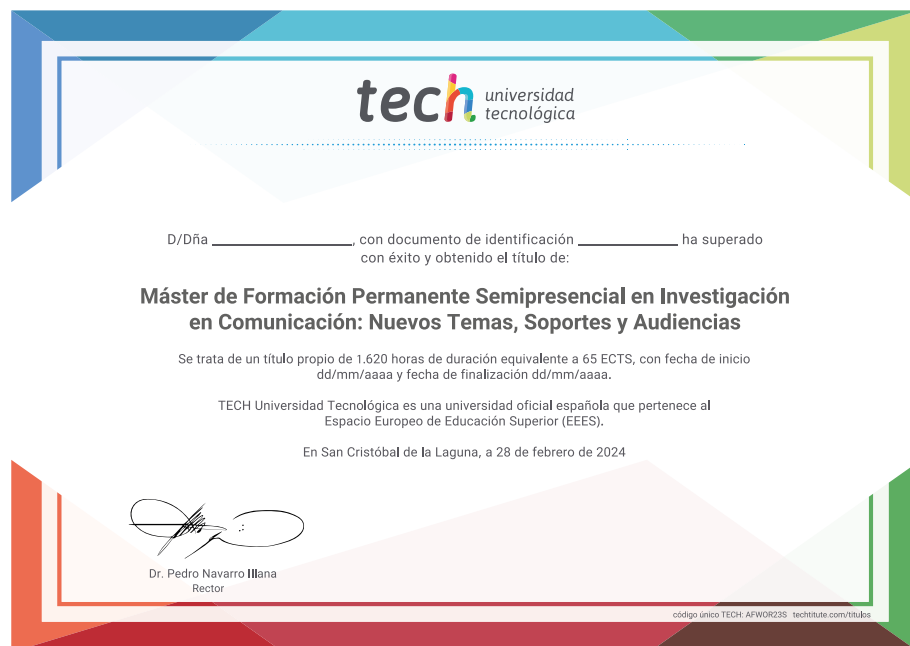 tech universidad
tecnológica
D/Dña ____________________, con documento de identificación ______________ ha superado
con éxito y obtenido el título de:
Máster de Formación Permanente Semipresencial en Investigación
en Comunicación: Nuevos Temas, Soportes y Audiencias
Se trata de un título propio de 1.620 horas de duración equivalente a 65 ECTS, con fecha de inicio
dd/mm/aaaa y fecha de finalización dd/mm/aaaa.
TECH Universidad Tecnológica es una universidad oficial española que pertenece al
Espacio Europeo de Educación Superior (EEES).
En San Cristóbal de la Laguna, a 28 de febrero de 2024
Dr. Pedro Navarro Illana
Rector
código único TECH: AFWOR23S techtitute.com/titulos